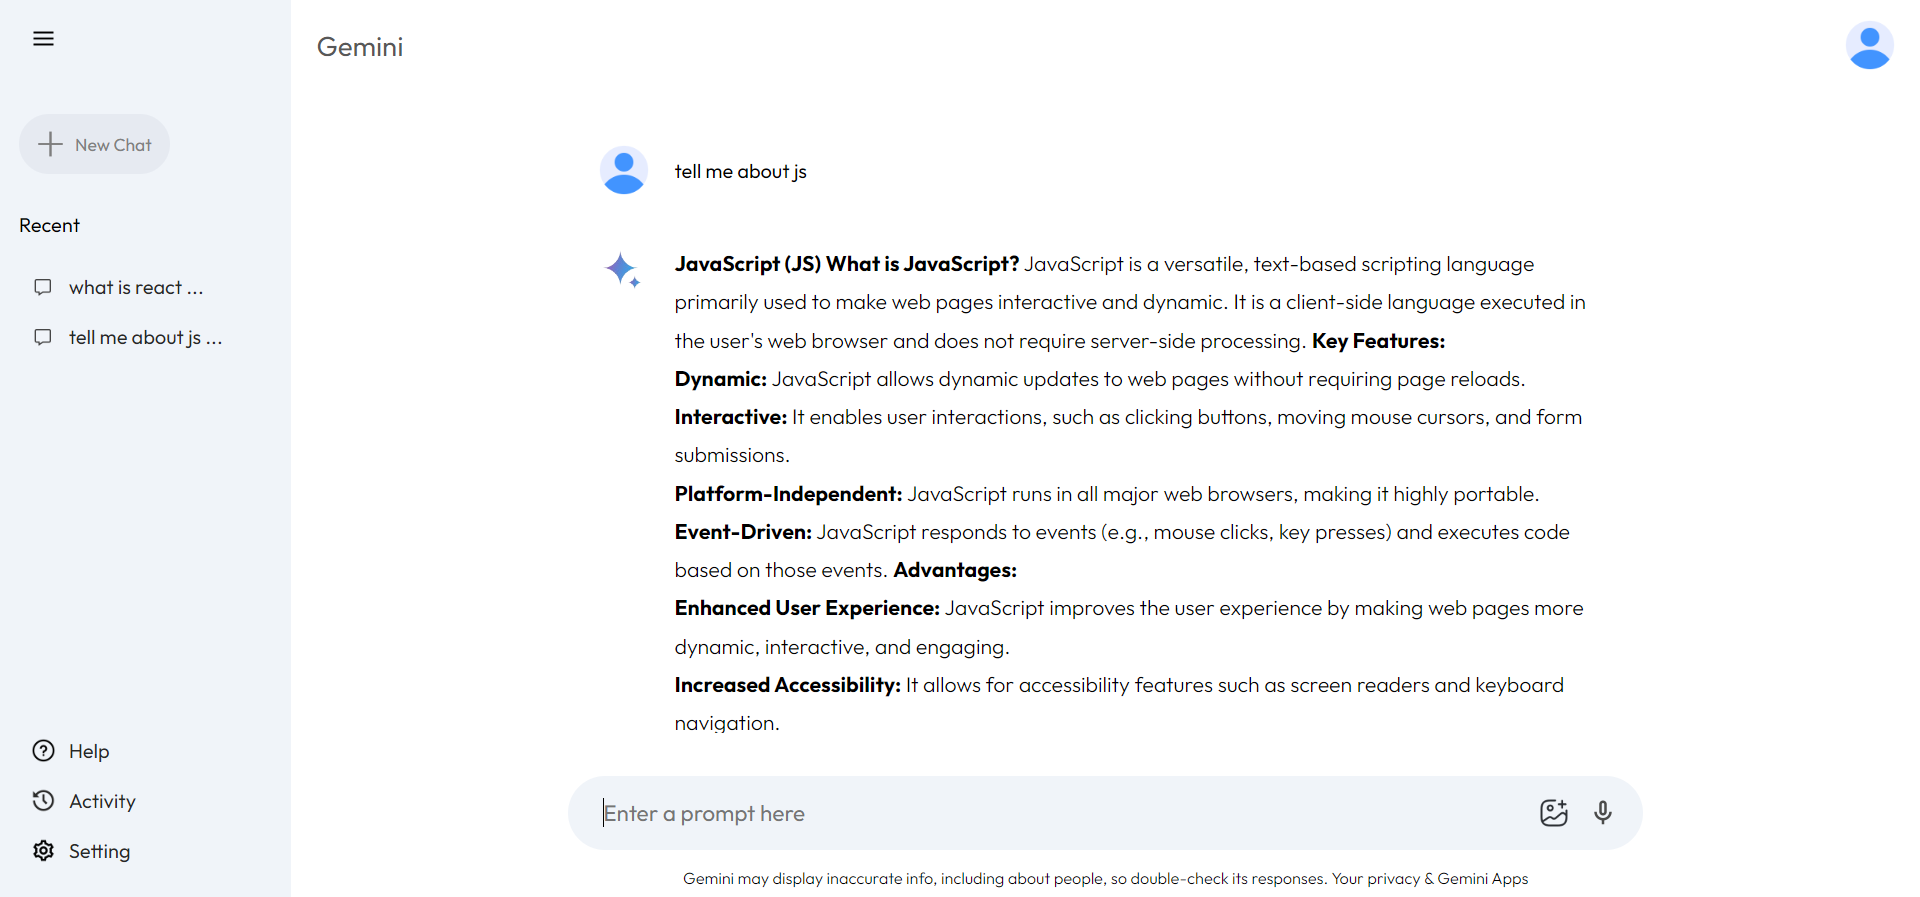 Gemini
New Chat
Recent
what is react ...
tell me about js ...
Help
Activity
Setting
tell me about js
JavaScript (JS) What is JavaScript? JavaScript is a versatile, text-based scripting language
primarily used to make web pages interactive and dynamic. It is a client-side language executed in
the user's web browser and does not require server-side processing. Key Features:
Dynamic: JavaScript allows dynamic updates to web pages without requiring page reloads.
Interactive: It enables user interactions, such as clicking buttons, moving mouse cursors, and form
submissions.
Platform-Independent: JavaScript runs in all major web browsers, making it highly portable.
Event-Driven: JavaScript responds to events (e.g., mouse clicks, key presses) and executes code
based on those events. Advantages:
Enhanced User Experience: JavaScript improves the user experience by making web pages more
dynamic, interactive, and engaging.
Increased Accessibility: It allows for accessibility features such as screen readers and keyboard
navigation.
Enter a prompt here
Gemini may display inaccurate info, including about people, so double-check its responses. Your privacy & Gemini Apps